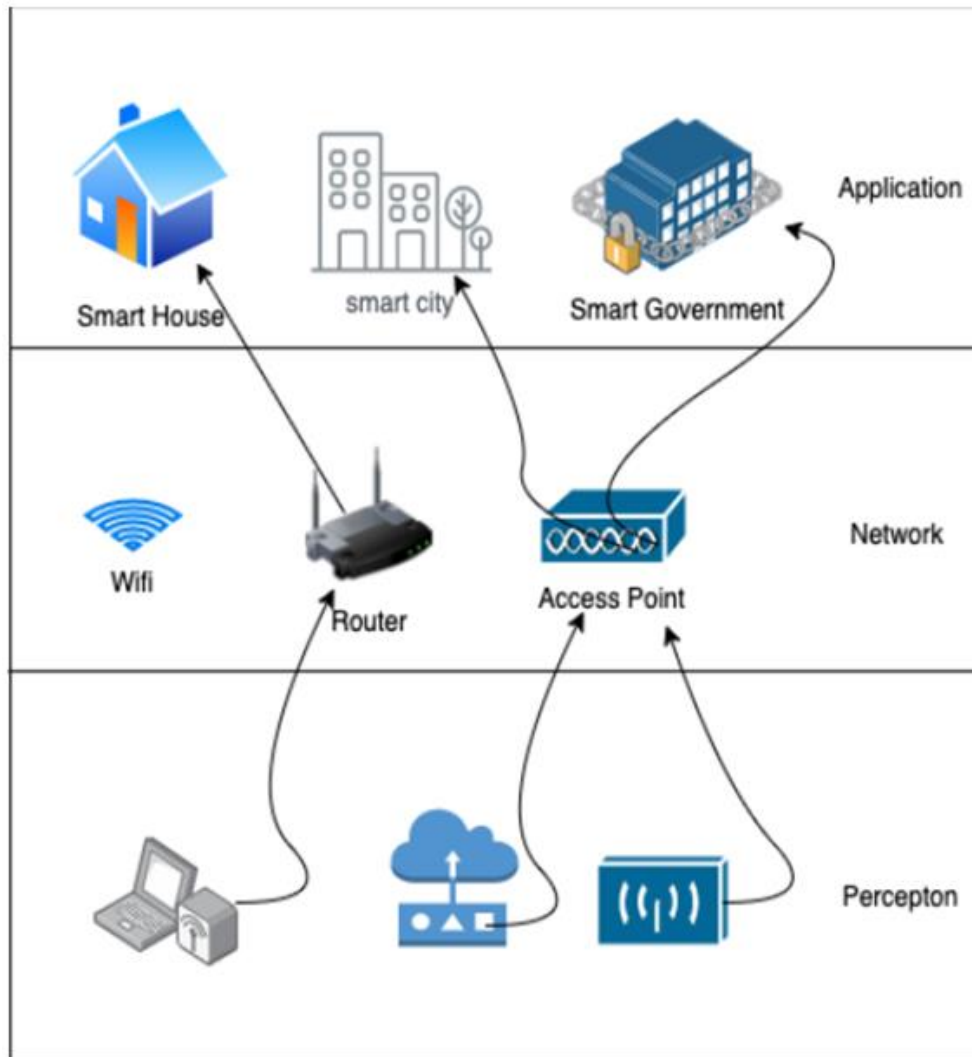 Application
Smart House
smart city
Smart Government
Network
Wifi
Router
Access Point
Percepton